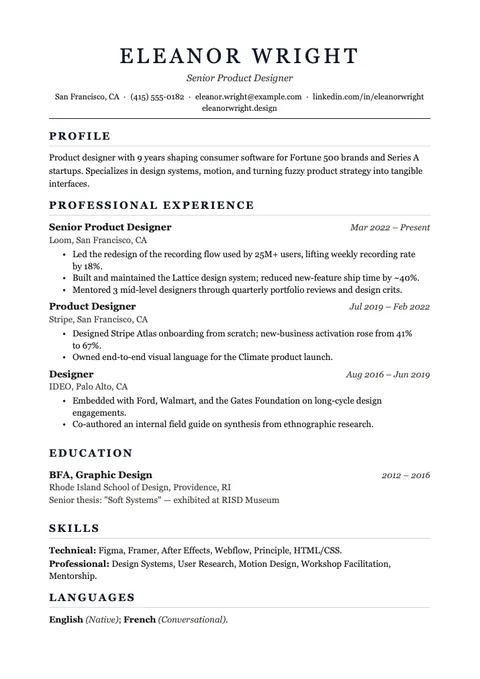 ELEANOR WRIGHT
Senior Product Designer
San Francisco, CA · (415) 555-0182 · eleanor.wright@example.com · linkedin.com/in/eleanorwright
eleanorwright.design
PROFILE
Product designer with 9 years shaping consumer software for Fortune 500 brands and Series A
startups. Specializes in design systems, motion, and turning fuzzy product strategy into tangible
interfaces.
PROFESSIONAL EXPERIENCE
Senior Product Designer Mar 2022 – Present
Loom, San Francisco, CA
• Led the redesign of the recording flow used by 25M+ users, lifting weekly recording rate
by 18%.
• Built and maintained the Lattice design system; reduced new-feature ship time by ~40%.
• Mentored 3 mid-level designers through quarterly portfolio reviews and design crits.
Product Designer Jul 2019 – Feb 2022
Stripe, San Francisco, CA
• Designed Stripe Atlas onboarding from scratch; new-business activation rose from 41%
to 67%.
• Owned end-to-end visual language for the Climate product launch.
Designer Aug 2016 – Jun 2019
IDEO, Palo Alto, CA
• Embedded with Ford, Walmart, and the Gates Foundation on long-cycle design
engagements.
• Co-authored an internal field guide on synthesis from ethnographic research.
EDUCATION
BFA, Graphic Design 2012 – 2016
Rhode Island School of Design, Providence, RI
Senior thesis: "Soft Systems" — exhibited at RISD Museum
SKILLS
Technical: Figma, Framer, After Effects, Webflow, Principle, HTML/CSS.
Professional: Design Systems, User Research, Motion Design, Workshop Facilitation,
Mentorship.
LANGUAGES
English (Native); French (Conversational).